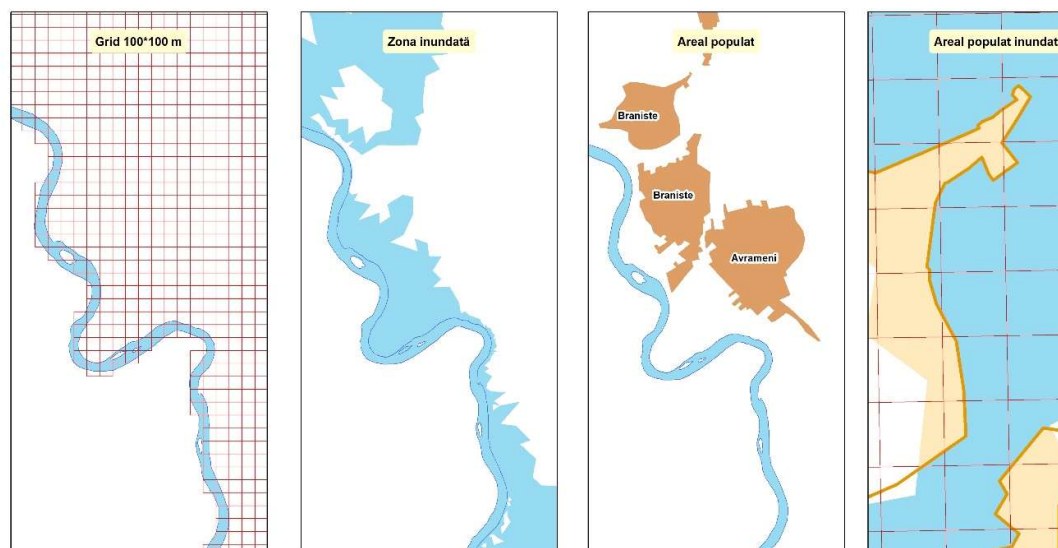 Grid 100*100 m
Zona inundată
Areal populat
Areal populat inundat
Braniste
Braniste
Avrameni